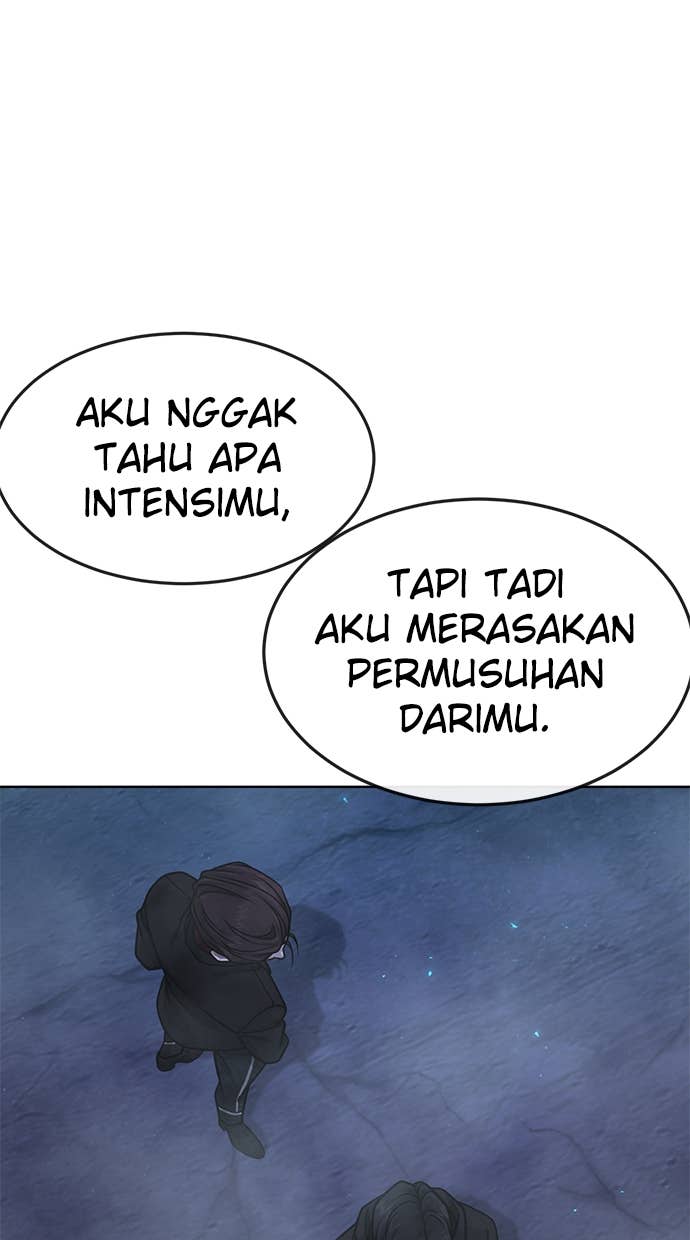 AKU NGGAK
TAHU APA
INTENSIMU,
TAPI TADI
AKU MERASAKAN
PERMUSUHAN
DARIMU.